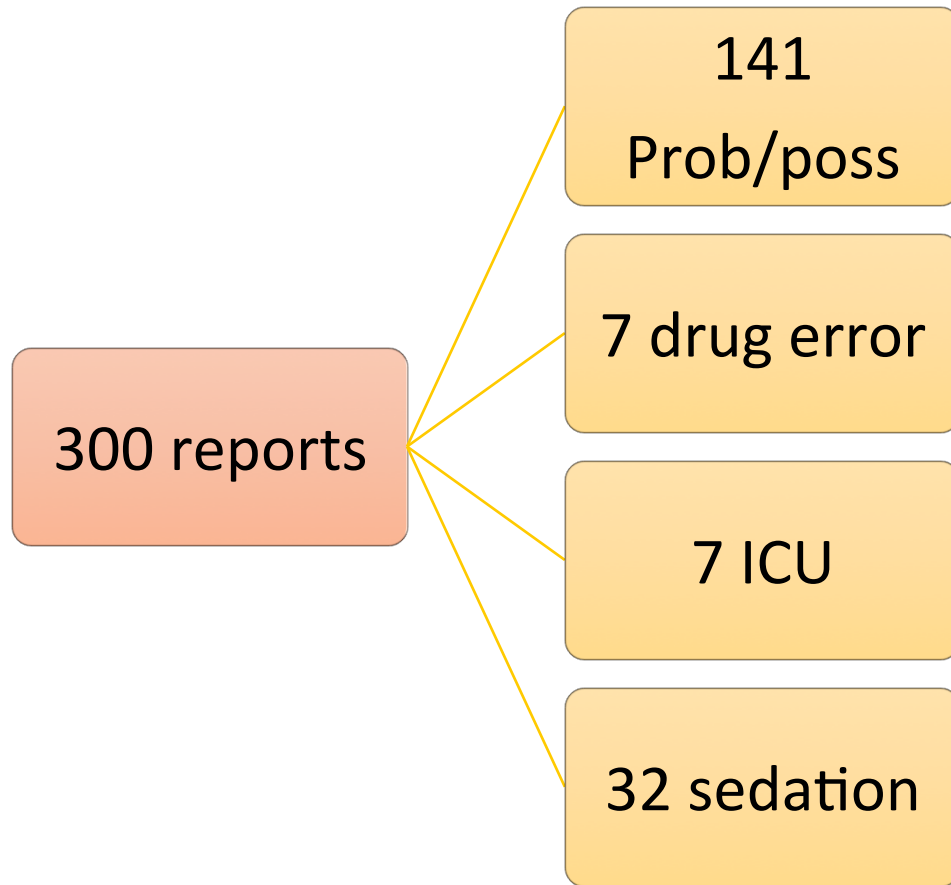 141
Prob/poss
7 drug error
300 reports
7 ICU
32 sedation